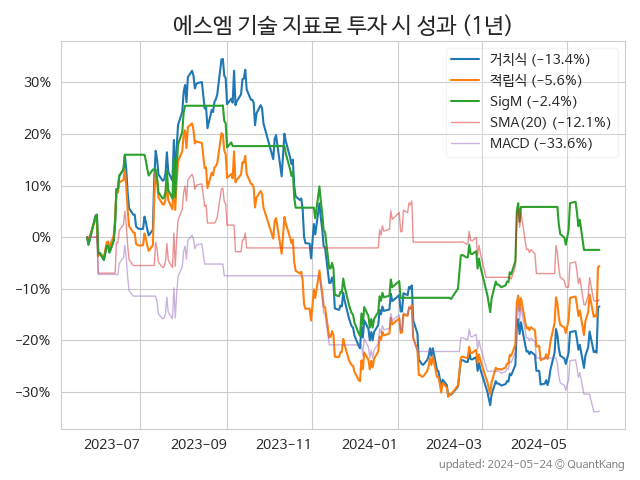 에스엠 기술 지표로 투자 시 성과 (1년)
거치식 (−13.4%)
적립식 (−5.6%)
SigM (−2.4%)
SMA(20) (−12.1%)
MACD (−33.6%)
30%
20%
10%
0%
−10%
−20%
−30%
2023-07 2023-09 2023-11 2024-01 2024-03 2024-05
updated: 2024-05-24 ⓒ QuantKang